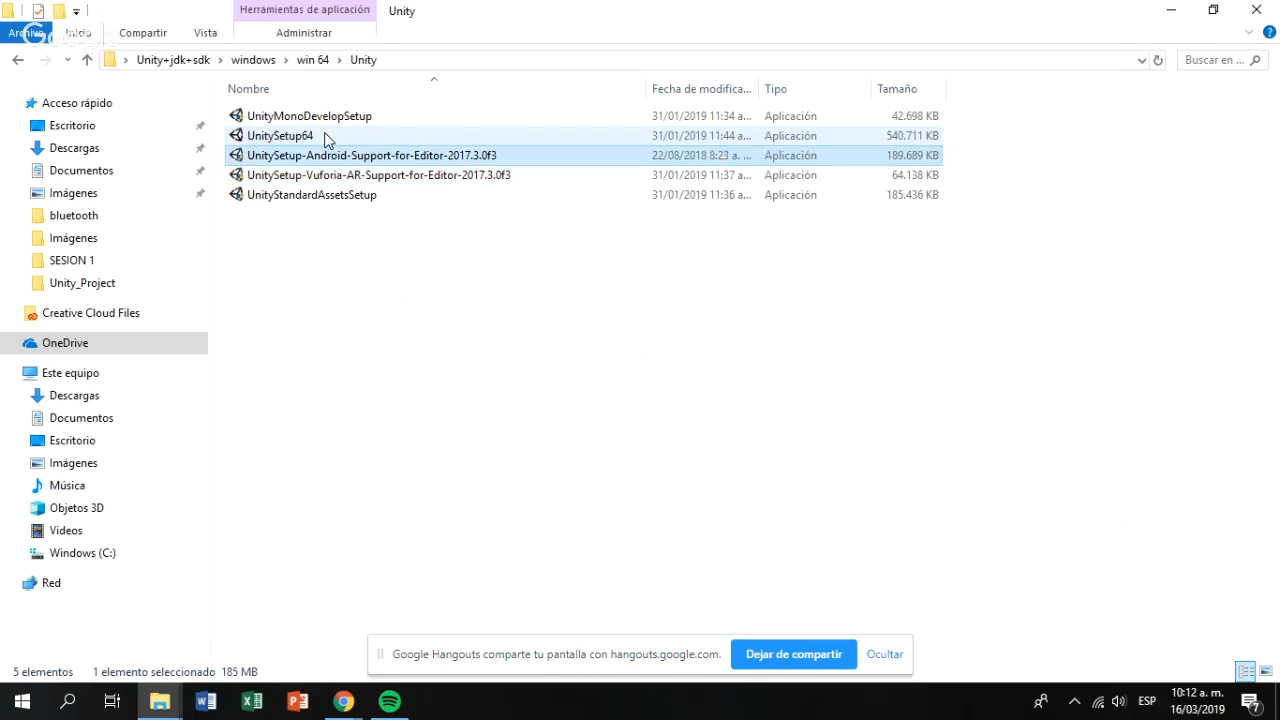 Herramientas de aplicación
Unity
Archivo
Inicio
Compartir
Vista
Administrar
Google
Unity+jdk+sdk > windows > win 64 > Unity
Buscar en ...
Nombre
Fecha de modifica...
Tipo
Tamaño
UnityMonoDevelopSetup 31/01/2019 11:34 a... Aplicación 42.698 KB
UnitySetup64 31/01/2019 11:44 a... Aplicación 540.711 KB
UnitySetup-Android-Support-for-Editor-2017.3.0f3 22/08/2018 8:23 a. ... Aplicación 189.689 KB
UnitySetup-Vuforia-AR-Support-for-Editor-2017.3.0f3 31/01/2019 11:37 a... Aplicación 64.138 KB
UnityStandardAssetsSetup 31/01/2019 11:36 a... Aplicación 185.436 KB
Acceso rápido
Escritorio
Descargas
Documentos
Imágenes
bluetooth
Imágenes
SESION 1
Unity_Project
Creative Cloud Files
OneDrive
Este equipo
Descargas
Documentos
Escritorio
Imágenes
Música
Objetos 3D
Videos
Windows (C:)
Red
Google Hangouts comparte tu pantalla con hangouts.google.com.
Dejar de compartir
Ocultar
5 elementos
1 elemento seleccionado 185 MB
ESP
10:12 a. m.
16/03/2019
7